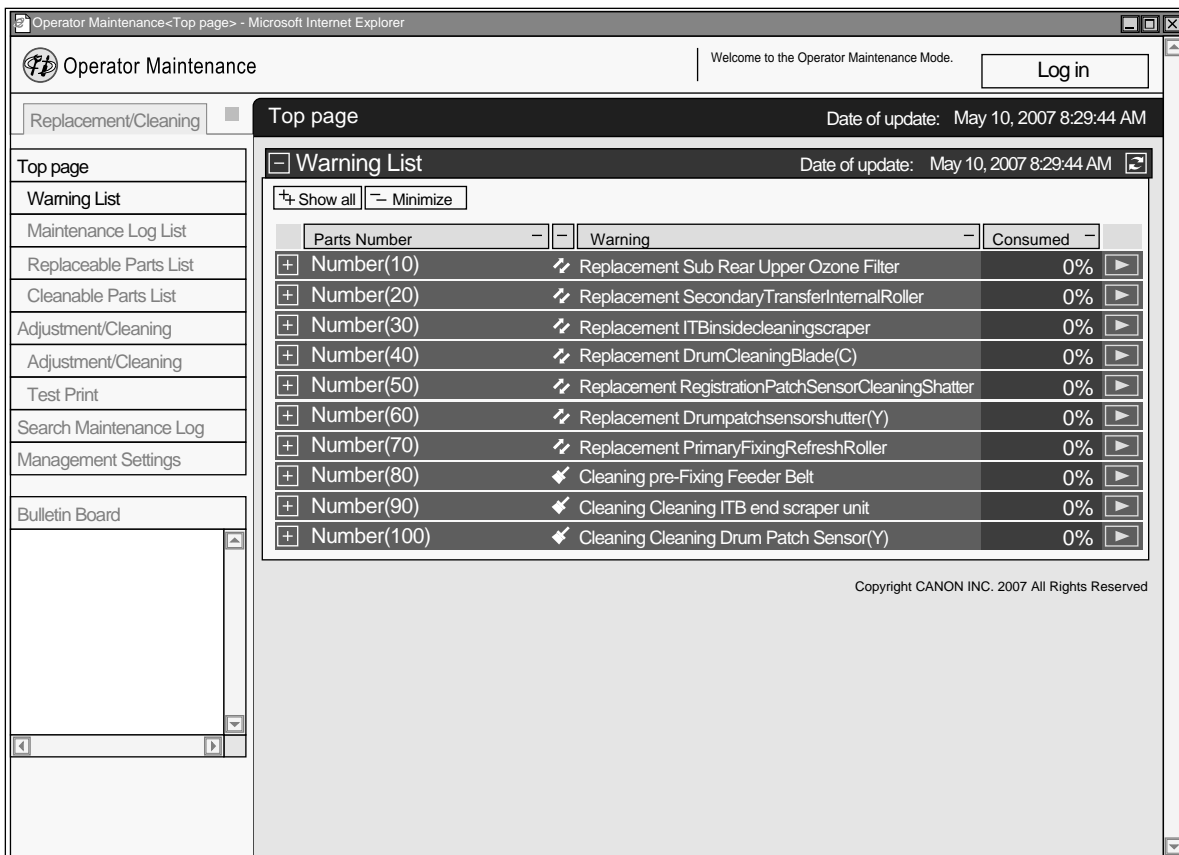 Operator Maintenance<Top page> - Microsoft Internet Explorer
Operator Maintenance
Welcome to the Operator Maintenance Mode.
Log in
Replacement/Cleaning
Top page
Date of update: May 10, 2007 8:29:44 AM
Top page
Warning List
Maintenance Log List
Replaceable Parts List
Cleanable Parts List
Adjustment/Cleaning
Adjustment/Cleaning
Test Print
Search Maintenance Log
Management Settings
Bulletin Board
Warning List
Date of update: May 10, 2007 8:29:44 AM
Show all
Minimize
Parts Number Warning Consumed
Number(10) Replacement Sub Rear Upper Ozone Filter 0%
Number(20) Replacement SecondaryTransferInternalRoller 0%
Number(30) Replacement ITBinsidecleaningscraper 0%
Number(40) Replacement DrumCleaningBlade(C) 0%
Number(50) Replacement RegistrationPatchSensorCleaningShatter 0%
Number(60) Replacement Drumpatchsensorshutter(Y) 0%
Number(70) Replacement PrimaryFixingRefreshRoller 0%
Number(80) Cleaning pre-Fixing Feeder Belt 0%
Number(90) Cleaning Cleaning ITB end scraper unit 0%
Number(100) Cleaning Cleaning Drum Patch Sensor(Y) 0%
Copyright CANON INC. 2007 All Rights Reserved